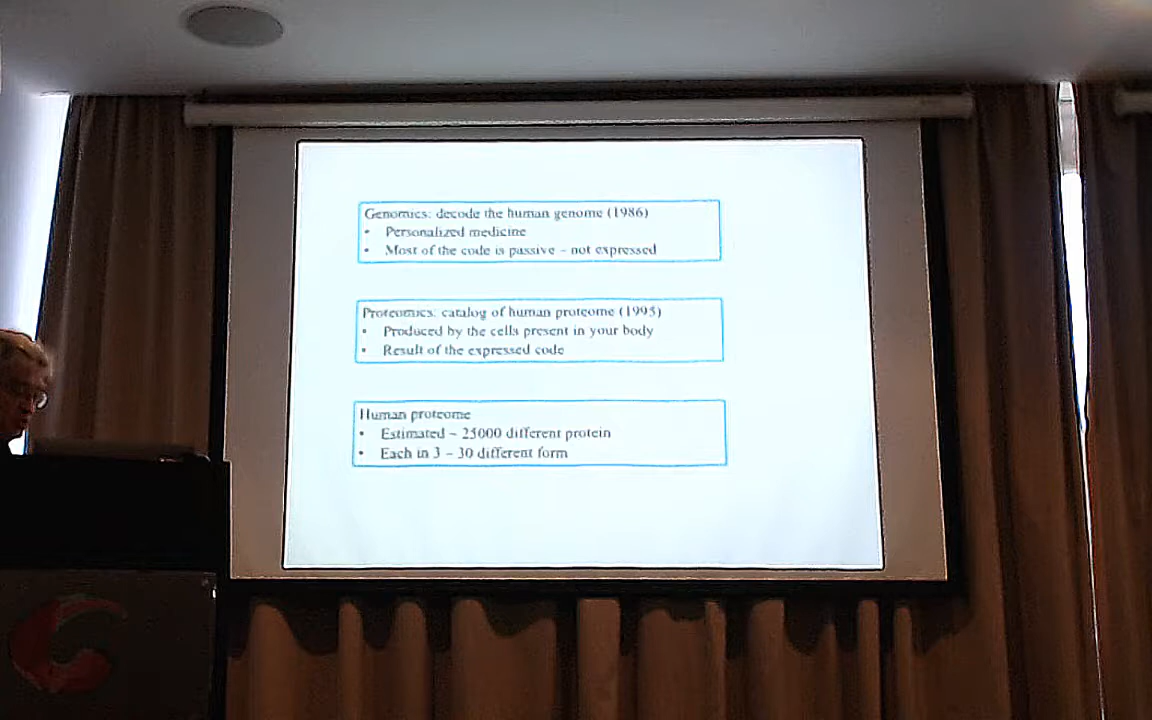 Genomics: decode the human genome (1986)
• Personalized medicine
• Most of the code is passive – not expressed
Proteomics: catalog of human proteome (1995)
• Produced by the cells present in your body
• Result of the expressed code
Human proteome
• Estimated ~ 25000 different protein
• Each in 3 – 30 different form